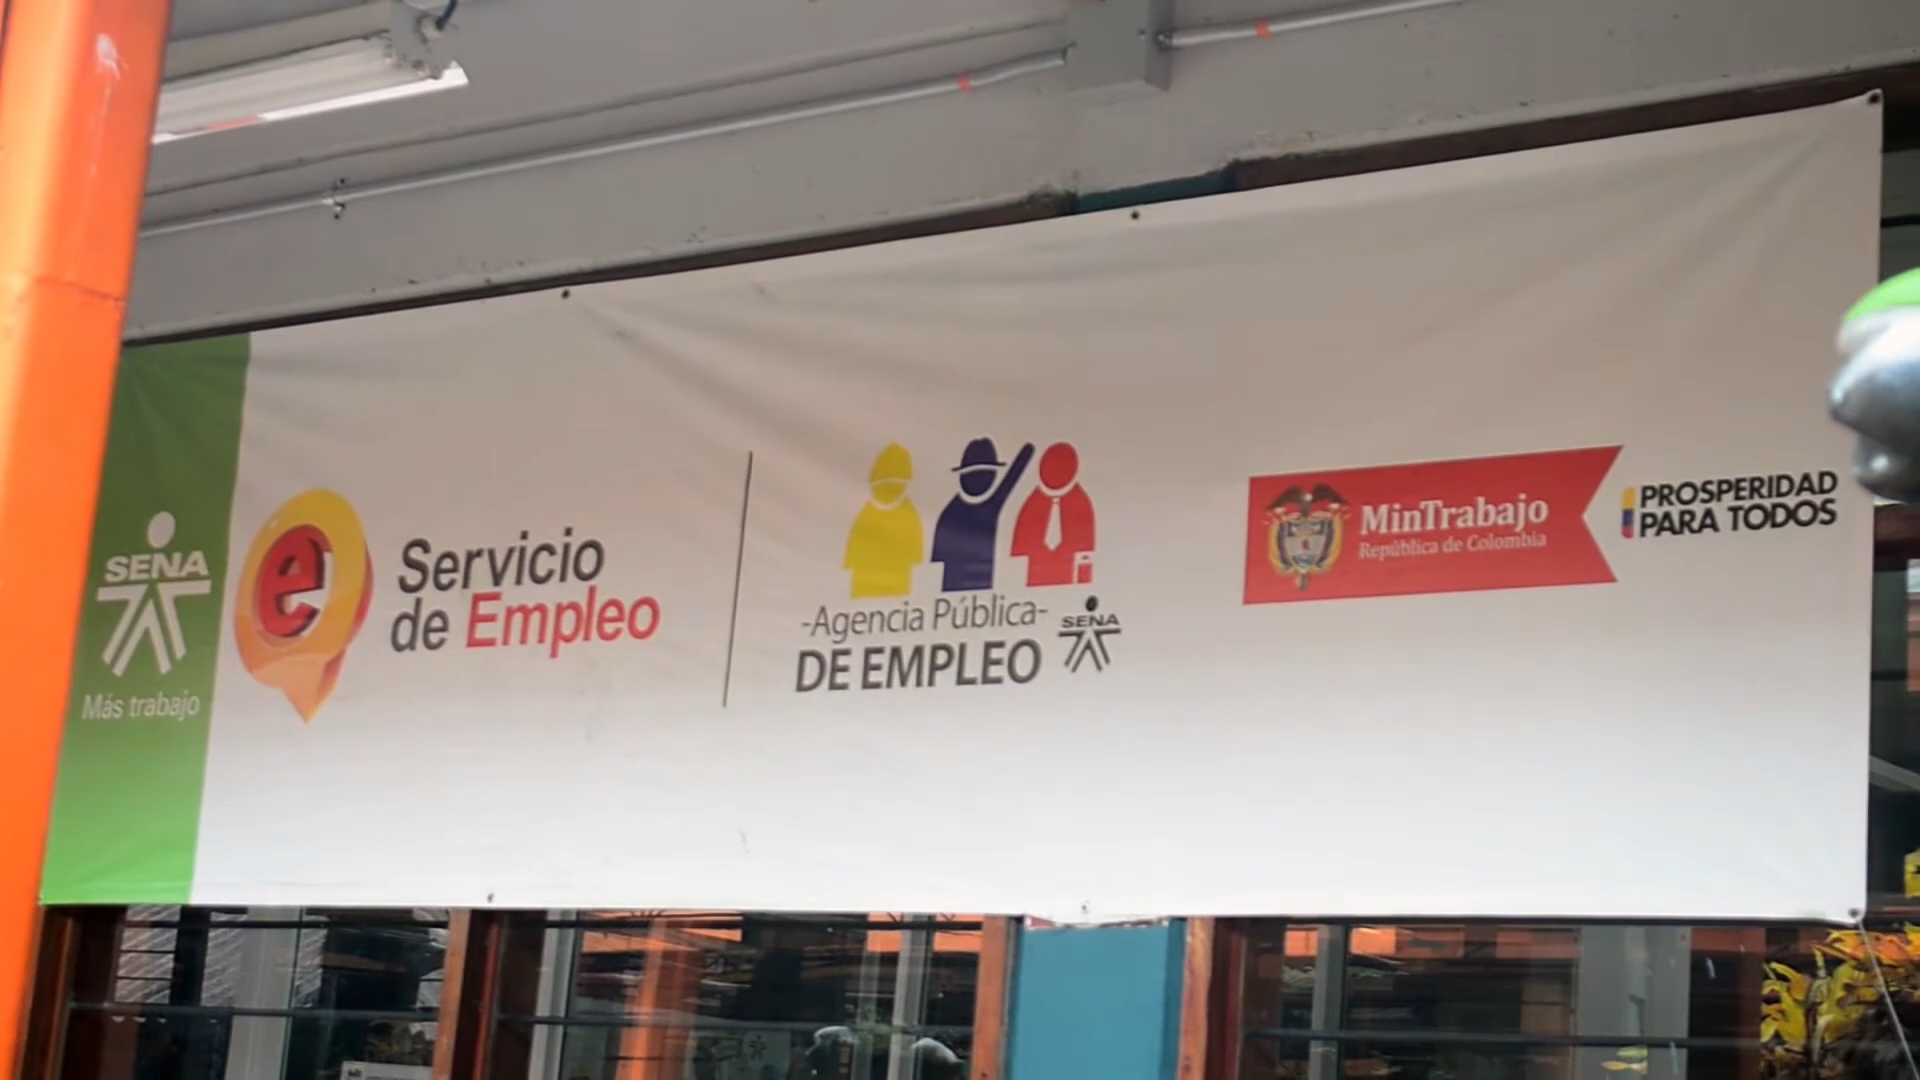 SENA
Más trabajo
e
Servicio
de Empleo
-Agencia Pública-
DE EMPLEO
SENA
MinTrabajo
República de Colombia
PROSPERIDAD
PARA TODOS